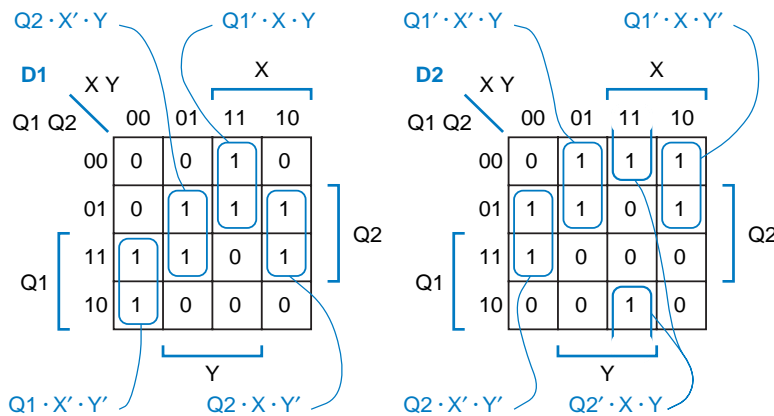 Q2 · X′ · Y Q1′ · X · Y
D1 X
X Y
00 01 11 10
Q1 Q2
00 0 0 1 0
01 0 1 1 1
Q2
11 1 1 0 1
Q1
10 1 0 0 0
Y
Q1 · X′ · Y′ Q2 · X · Y′
Q1′ · X′ · Y Q1′ · X · Y′
D2 X
X Y
00 01 11 10
Q1 Q2
00 0 1 1 1
01 1 1 0 1
Q2
11 1 0 0 0
Q1
10 0 0 1 0
Y
Q2 · X′ · Y′ Q2′ · X · Y